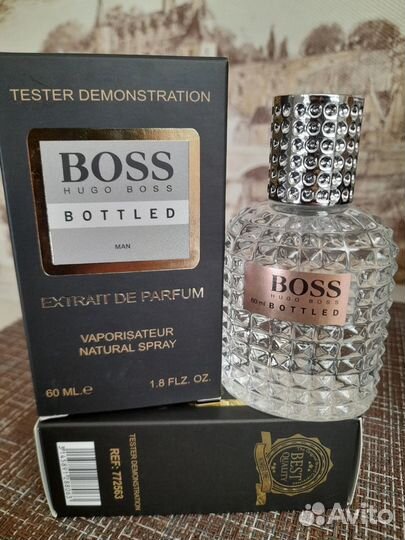 TESTER DEMONSTRATION
BOSS
HUGO BOSS
BOTTLED
MAN
EXTRAIT DE PARFUM
VAPORISATEUR
NATURAL SPRAY
60 ML.e
1.8 FLZ. OZ.
BOSS
HUGO BOSS
60 ml BOTTLED
TESTER DEMONSTRATION
REF: 772563
BEST
QUALITY
Avito